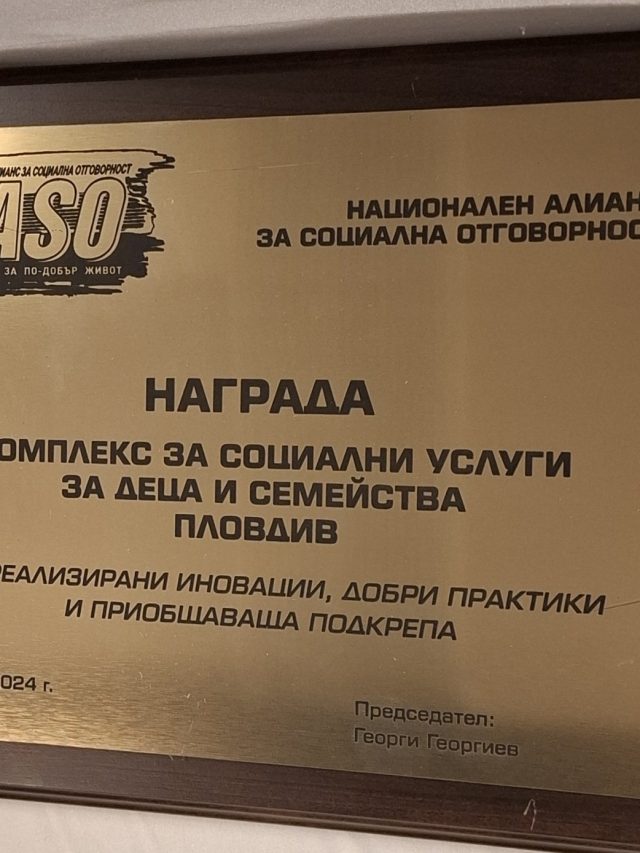 ИАНС ЗА СОЦИАЛНА ОТГОВОРНОСТ
ASO
ЗА ПО-ДОБЪР ЖИВОТ
НАЦИОНАЛЕН АЛИАН
ЗА СОЦИАЛНА ОТГОВОРНОС
НАГРАДА
ОМПЛЕКС ЗА СОЦИАЛНИ УСЛУГИ
ЗА ДЕЦА И СЕМЕЙСТВА
ПЛОВДИВ
РЕАЛИЗИРАНИ ИНОВАЦИИ, ДОБРИ ПРАКТИКИ
И ПРИОБЩАВАЩА ПОДКРЕПА
024 г.
Председател:
Георги Георгиев